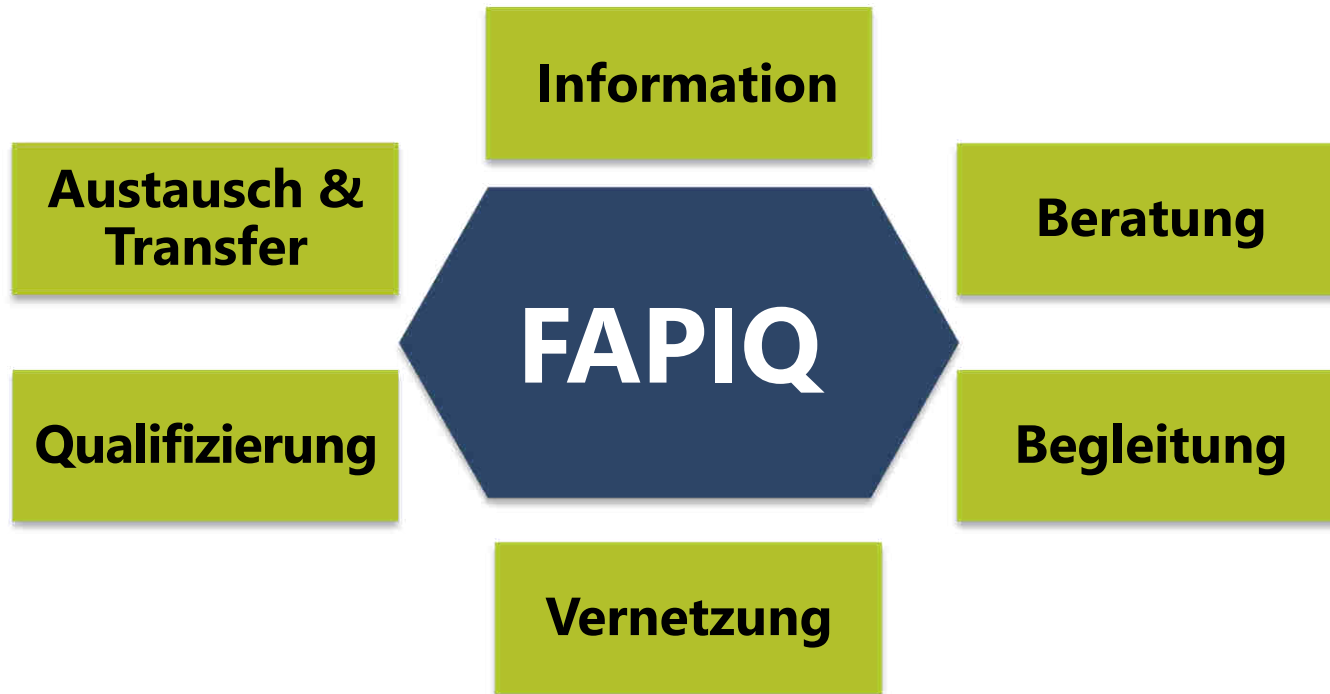 Information
Austausch &
Transfer
Beratung
FAPIQ
Qualifizierung
Begleitung
Vernetzung